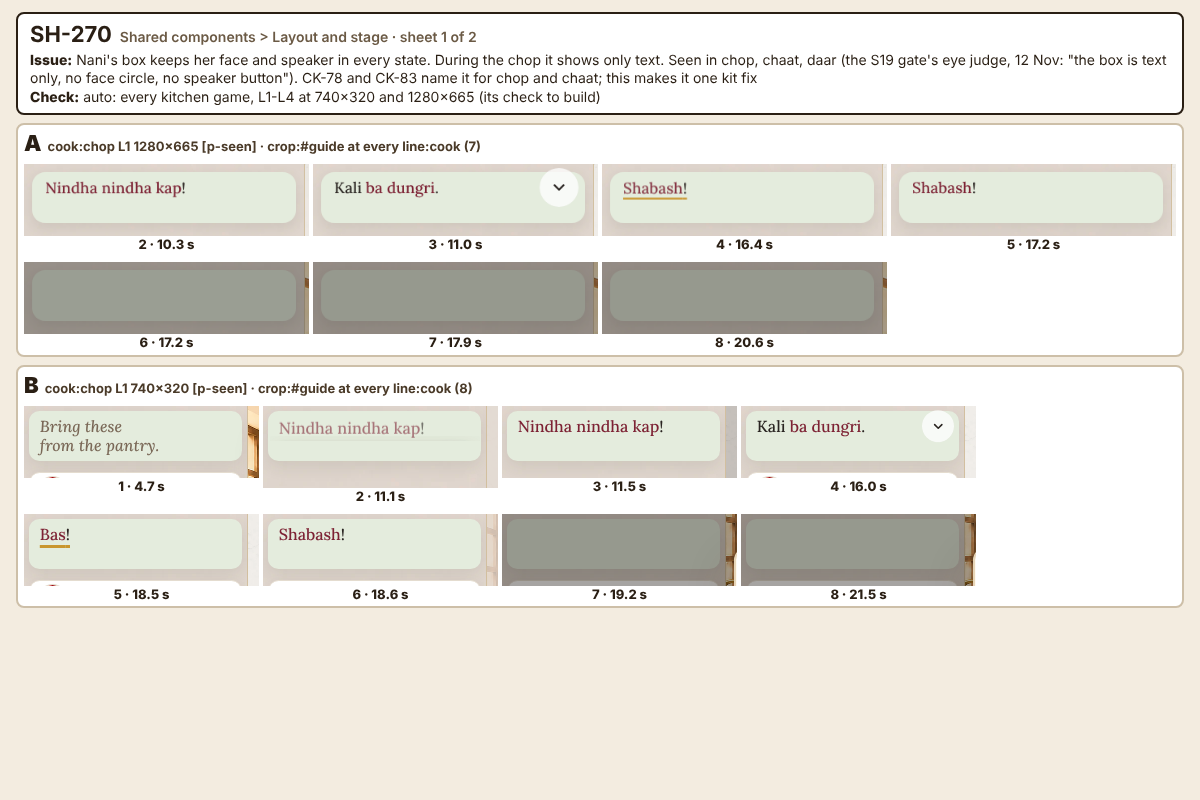 SH-270 Shared components > Layout and stage · sheet 1 of 2
Issue: Nani's box keeps her face and speaker in every state. During the chop it shows only text. Seen in chop, chaat, daar (the S19 gate's eye judge, 12 Nov: "the box is text
only, no face circle, no speaker button"). CK-78 and CK-83 name it for chop and chaat; this makes it one kit fix
Check: auto: every kitchen game, L1-L4 at 740×320 and 1280×665 (its check to build)
A cook:chop L1 1280×665 [p-seen] · crop:#guide at every line:cook (7)
Nindha nindha kap!
Kali ba dungri.
Shabash!
Shabash!
2 · 10.3 s
3 · 11.0 s
4 · 16.4 s
5 · 17.2 s
6 · 17.2 s
7 · 17.9 s
8 · 20.6 s
B cook:chop L1 740×320 [p-seen] · crop:#guide at every line:cook (8)
Bring these
from the pantry.
Nindha nindha kap!
Nindha nindha kap!
Kali ba dungri.
1 · 4.7 s
2 · 11.1 s
3 · 11.5 s
4 · 16.0 s
Bas!
Shabash!
5 · 18.5 s
6 · 18.6 s
7 · 19.2 s
8 · 21.5 s